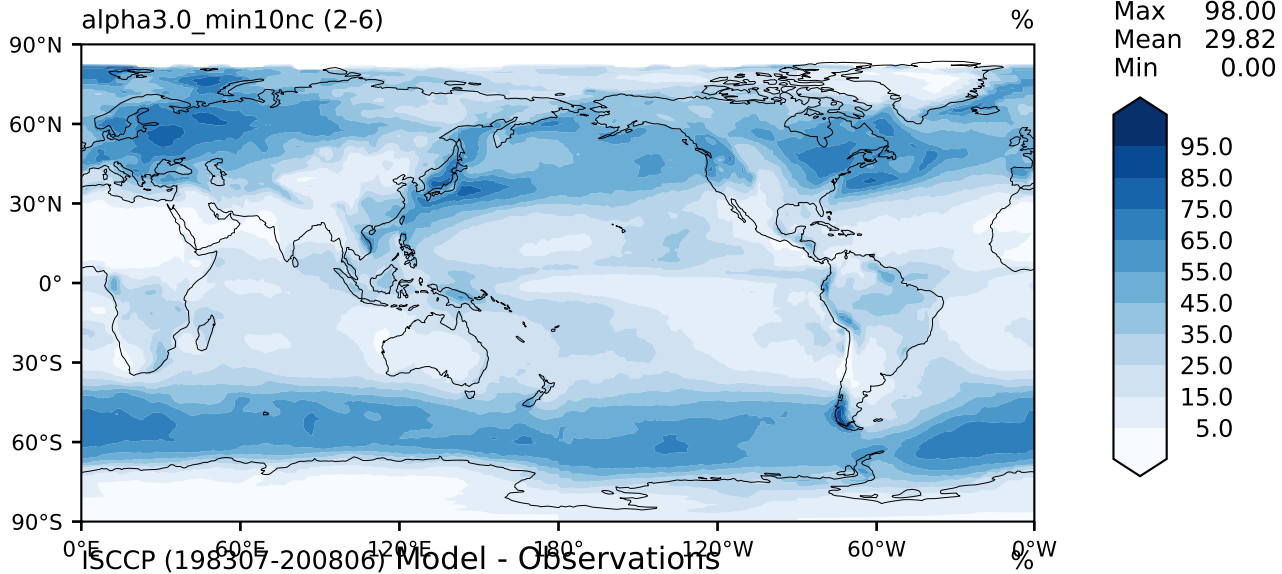 alpha3.0_min10nc (2-6) %
Max 98.00
Mean 29.82
Min 0.00
90°N
60°N
30°N
0°
30°S
60°S
90°S
95.0
85.0
75.0
65.0
55.0
45.0
35.0
25.0
15.0
5.0
0°E 60°E 120°E 180° 120°W 60°W 0°W
ISCCP (198307-200806) Model - Observations %